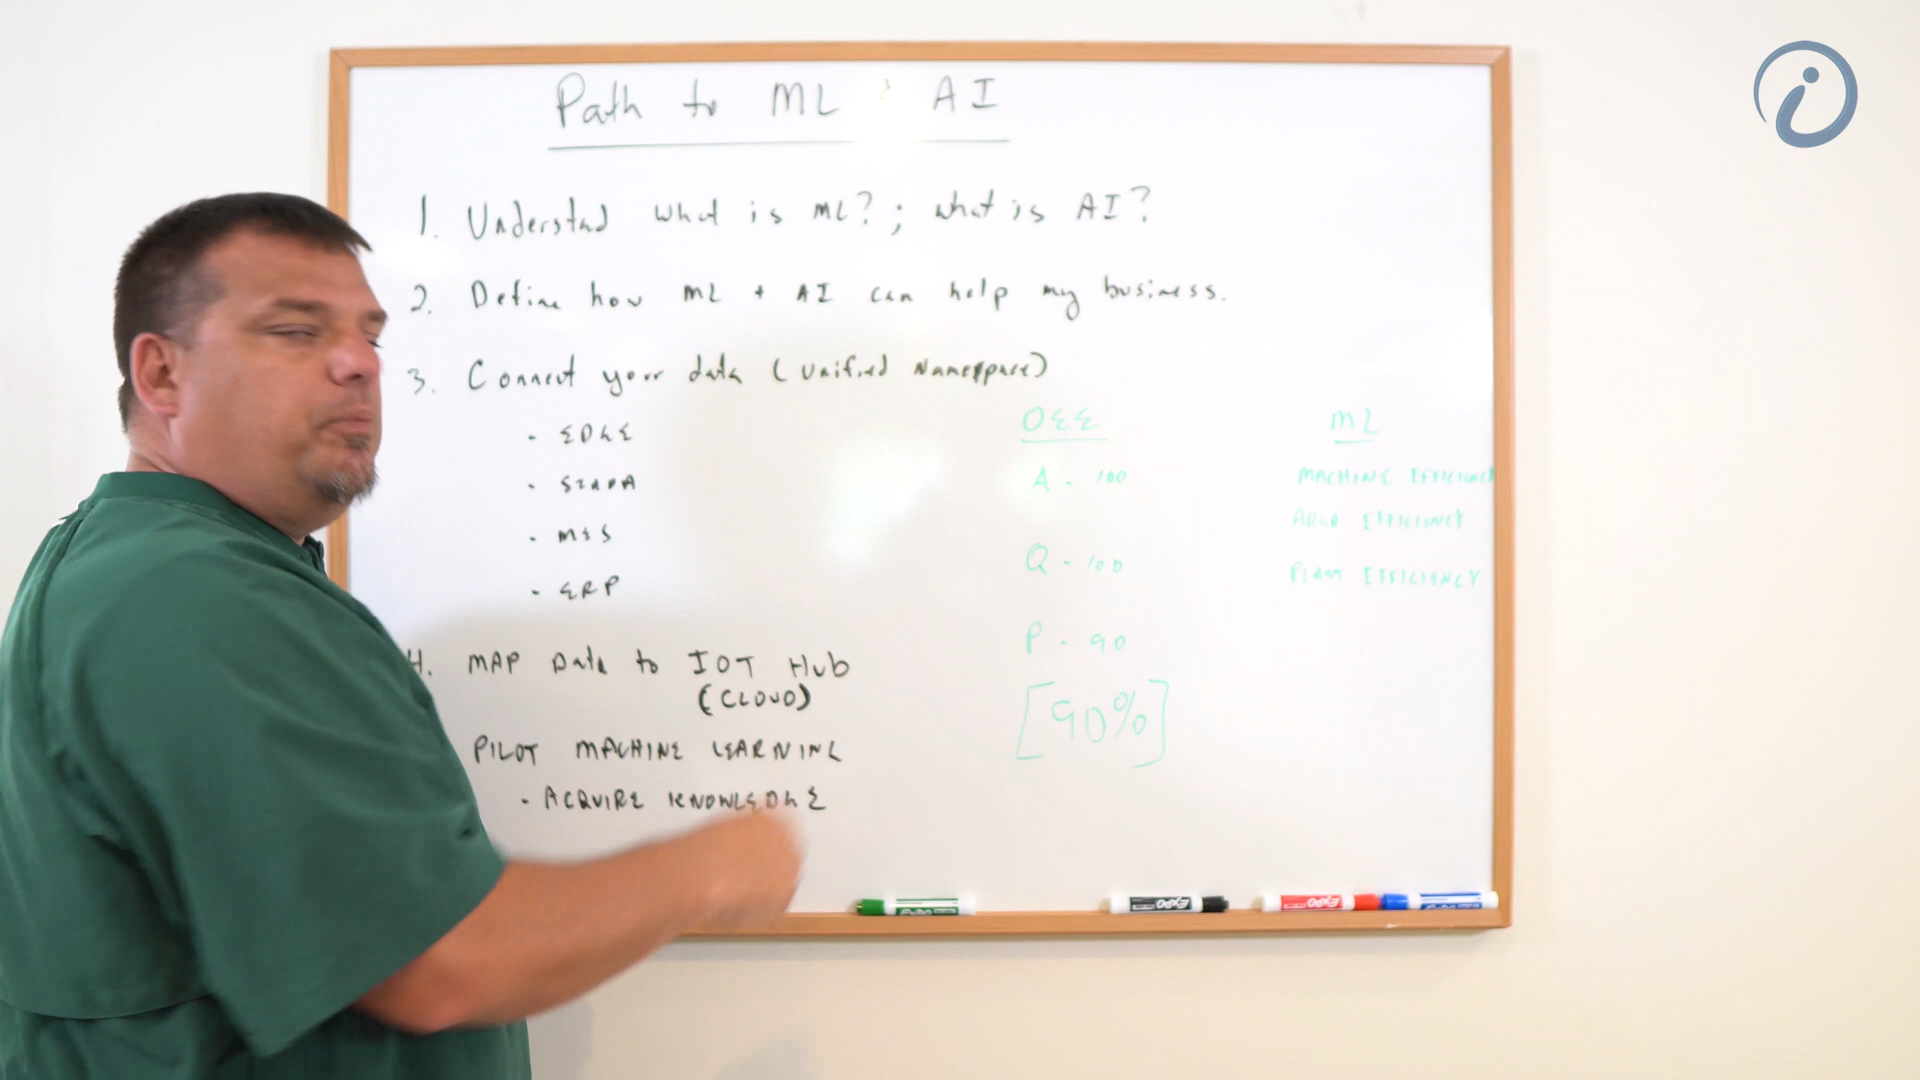 Path to ML & AI
1. Understand what is ML? ; what is AI?
2. Define how ML + AI can help my business.
3. Connect your data (Unified Namespace)
- EDGE
- SCADA
- MES
- ERP
4. MAP Data to IOT Hub
(CLOUD)
PILOT MACHINE LEARNING
- ACQUIRE KNOWLEDGE
OEE
A - 100
Q - 100
P - 90
[90%]
ML
MACHINE EFFICIENCY
AREA EFFICIENCY
PLANT EFFICIENCY
EXPO
EXPO